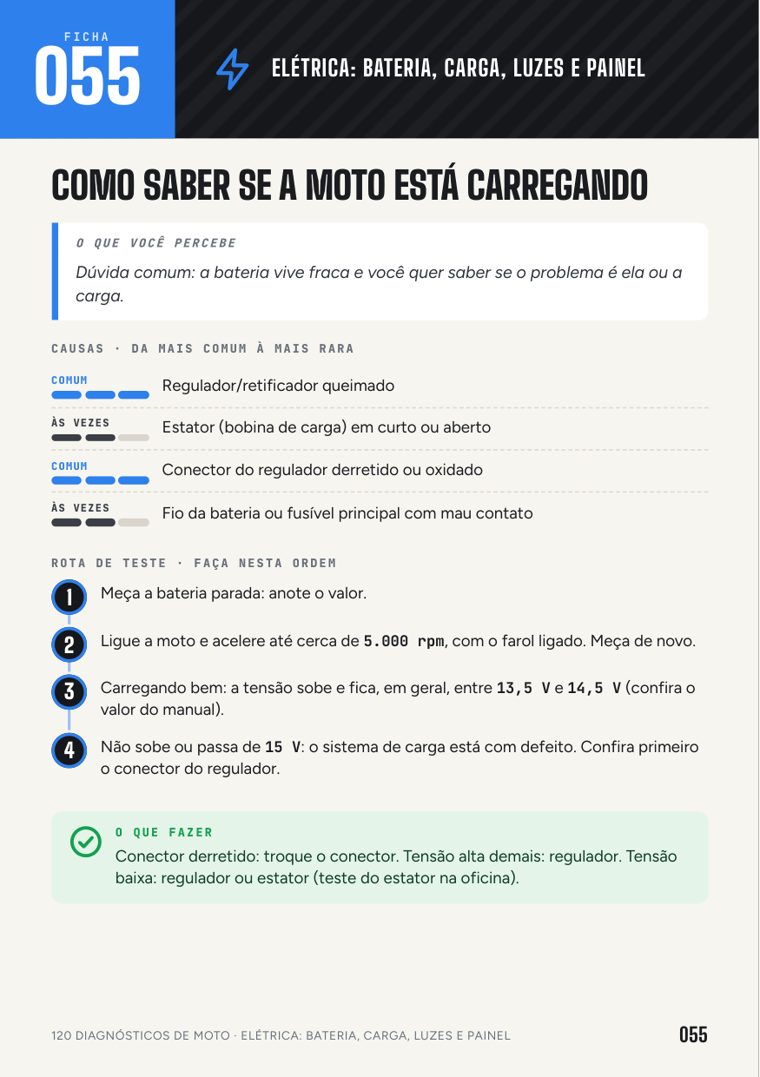 FICHA
055
ELÉTRICA: BATERIA, CARGA, LUZES E PAINEL
COMO SABER SE A MOTO ESTÁ CARREGANDO
O QUE VOCÊ PERCEBE
Dúvida comum: a bateria vive fraca e você quer saber se o problema é ela ou a
carga.
CAUSAS · DA MAIS COMUM À MAIS RARA
COMUM
Regulador/retificador queimado
ÀS VEZES
Estator (bobina de carga) em curto ou aberto
COMUM
Conector do regulador derretido ou oxidado
ÀS VEZES
Fio da bateria ou fusível principal com mau contato
ROTA DE TESTE · FAÇA NESTA ORDEM
1 Meça a bateria parada: anote o valor.
2 Ligue a moto e acelere até cerca de 5.000 rpm, com o farol ligado. Meça de novo.
3 Carregando bem: a tensão sobe e fica, em geral, entre 13,5 V e 14,5 V (confira o
valor do manual).
4 Não sobe ou passa de 15 V: o sistema de carga está com defeito. Confira primeiro
o conector do regulador.
O QUE FAZER
Conector derretido: troque o conector. Tensão alta demais: regulador. Tensão
baixa: regulador ou estator (teste do estator na oficina).
120 DIAGNÓSTICOS DE MOTO · ELÉTRICA: BATERIA, CARGA, LUZES E PAINEL
055